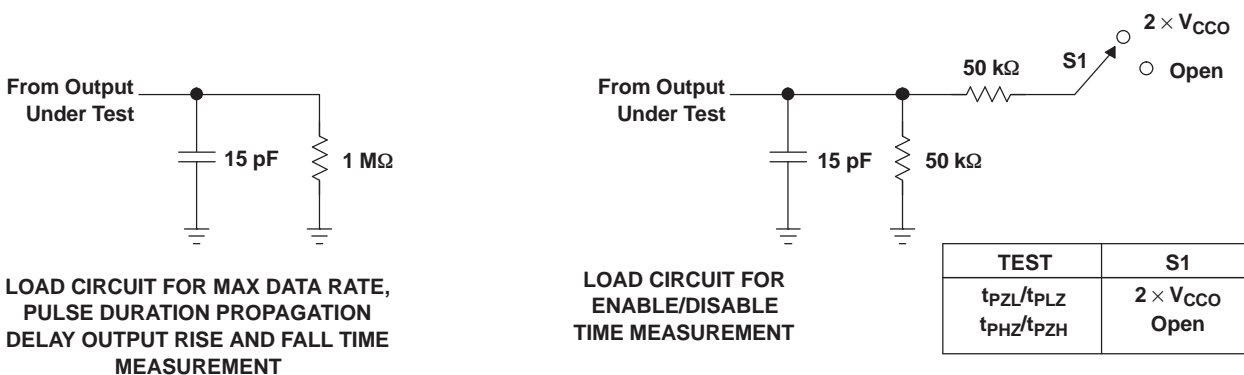 From Output
Under Test
15 pF
1 MΩ
LOAD CIRCUIT FOR MAX DATA RATE,
PULSE DURATION PROPAGATION
DELAY OUTPUT RISE AND FALL TIME
MEASUREMENT
From Output
Under Test
15 pF
50 kΩ
50 kΩ
S1
2 × VCCO
Open
LOAD CIRCUIT FOR
ENABLE/DISABLE
TIME MEASUREMENT
TEST S1
tPZL/tPLZ 2 × VCCO
tPHZ/tPZH Open